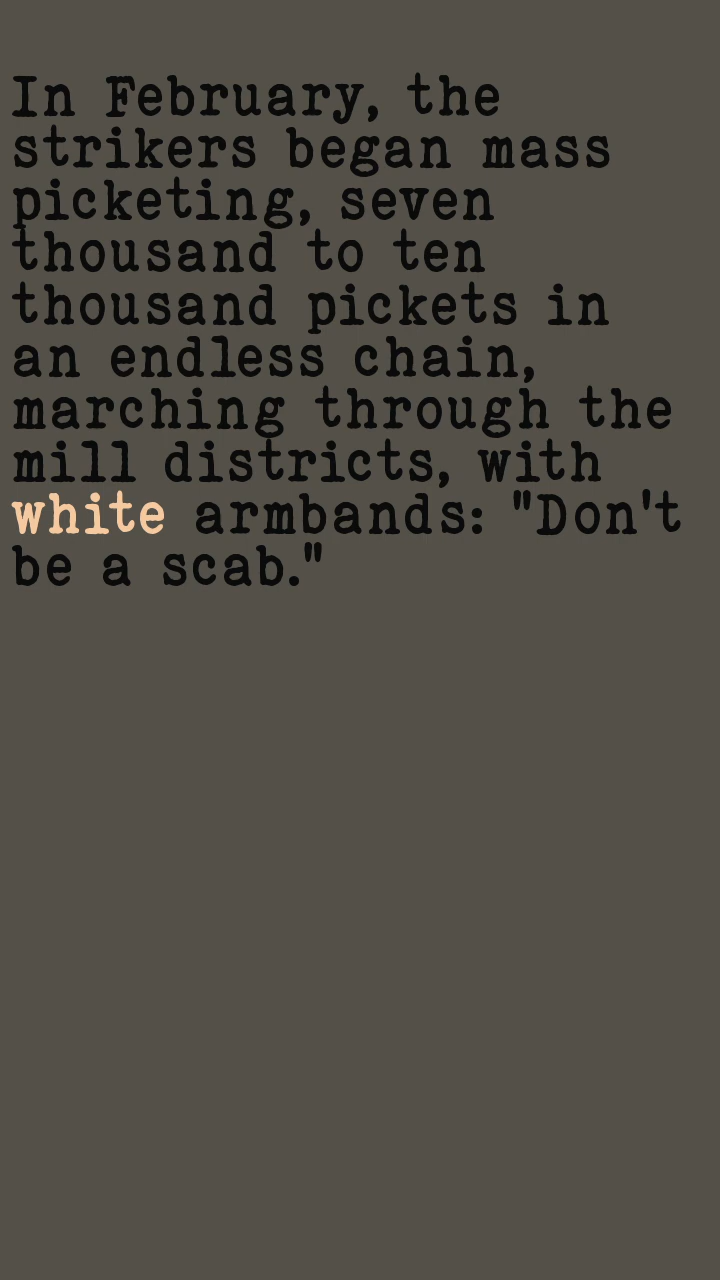 In February, the
strikers began mass
picketing, seven
thousand to ten
thousand pickets in
an endless chain,
marching through the
mill districts, with
white armbands: "Don't
be a scab."